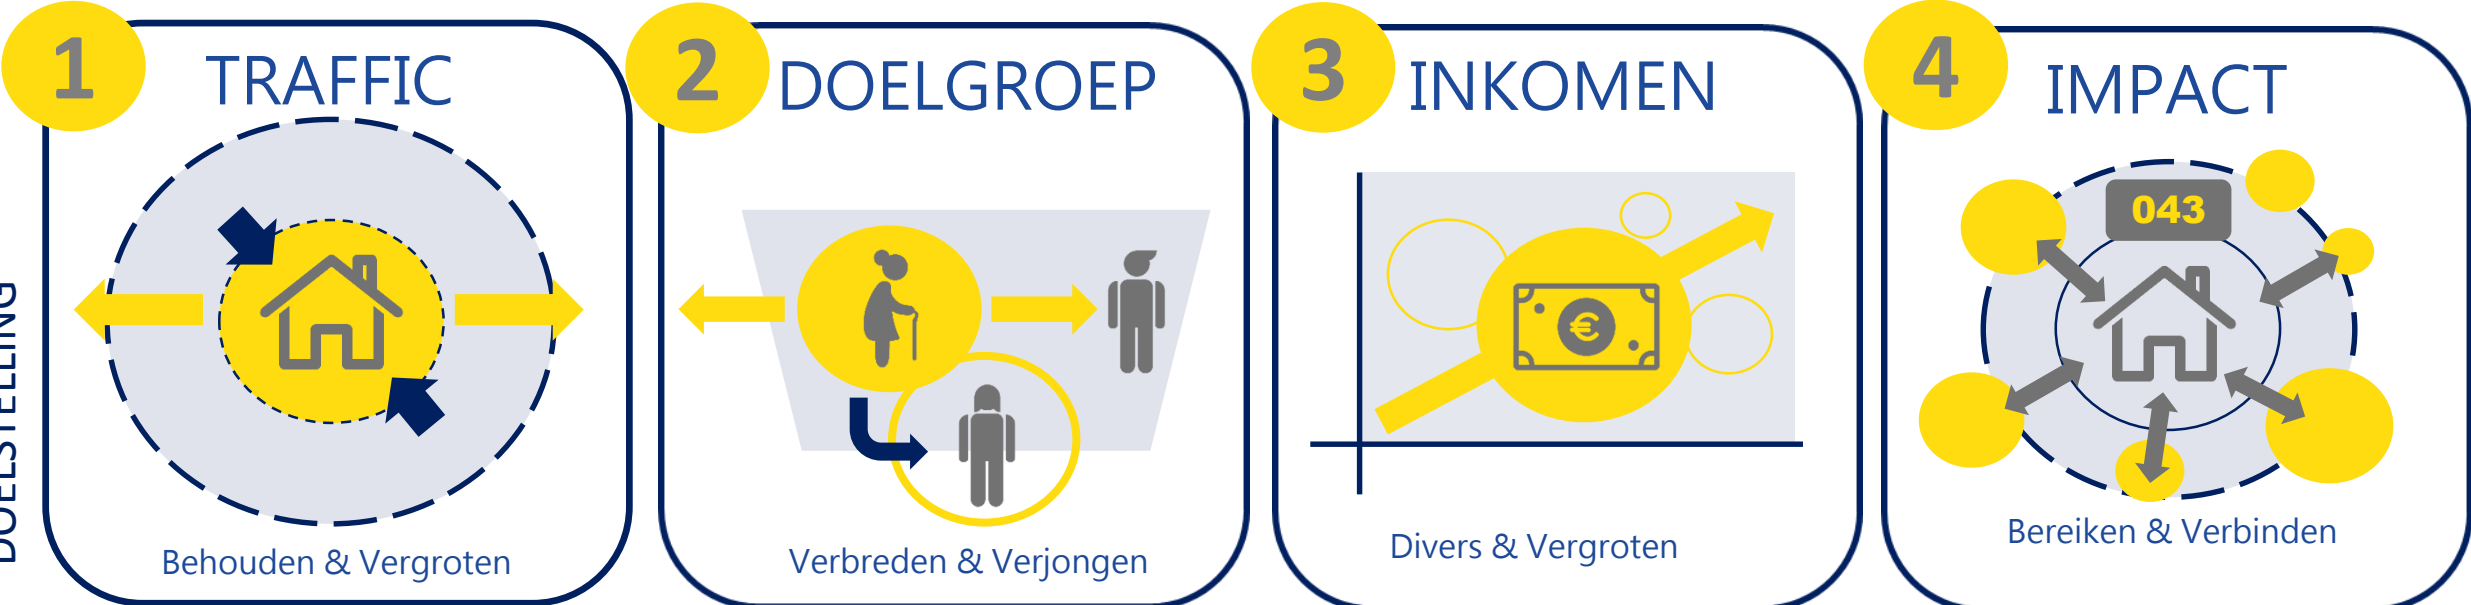 DOELSTELLING
1
TRAFFIC
Behouden & Vergroten
2
DOELGROEP
Verbreden & Verjongen
3
INKOMEN
€
Divers & Vergroten
4
IMPACT
043
Bereiken & Verbinden